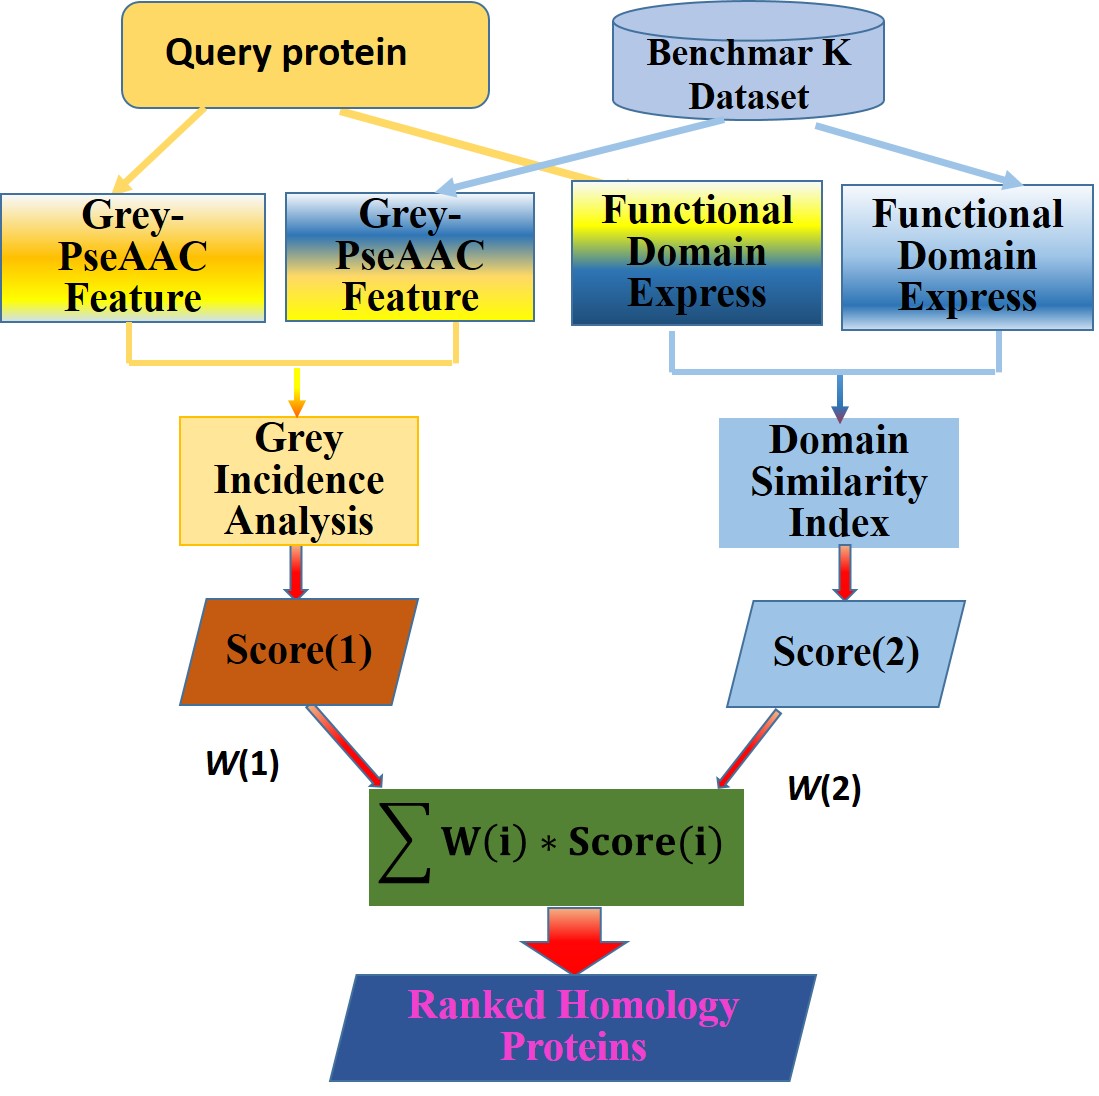 Query protein
Benchmar K
Dataset
Grey-
PseAAC
Feature
Grey-
PseAAC
Feature
Functional
Domain
Express
Functional
Domain
Express
Grey
Incidence
Analysis
Domain
Similarity
Index
Score(1)
Score(2)
W(1)
W(2)
∑ W(i) * Score(i)
Ranked Homology
Proteins